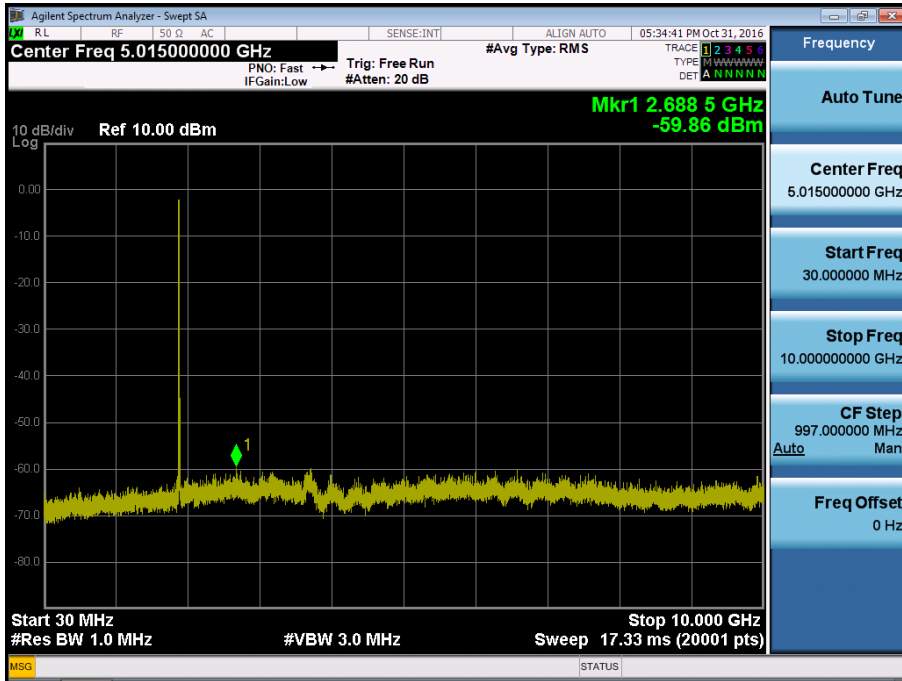 Agilent Spectrum Analyzer - Swept SA
LXI RL RF 50 Ω AC SENSE:INT ALIGN AUTO 05:34:41 PM Oct 31, 2016
Center Freq 5.015000000 GHz
PNO: Fast
IFGain:Low
Trig: Free Run
#Atten: 20 dB
#Avg Type: RMS
TRACE 1 2 3 4 5 6
TYPE M WWWWW
DET A N N N N N
Mkr1 2.688 5 GHz
-59.86 dBm
10 dB/div Ref 10.00 dBm
Log
0.00
-10.0
-20.0
-30.0
-40.0
-50.0
-60.0
-70.0
-80.0
1
Start 30 MHz Stop 10.000 GHz
#Res BW 1.0 MHz #VBW 3.0 MHz Sweep 17.33 ms (20001 pts)
MSG STATUS
Frequency
Auto Tune
Center Freq
5.015000000 GHz
Start Freq
30.000000 MHz
Stop Freq
10.000000000 GHz
CF Step
997.000000 MHz
Auto Man
Freq Offset
0 Hz